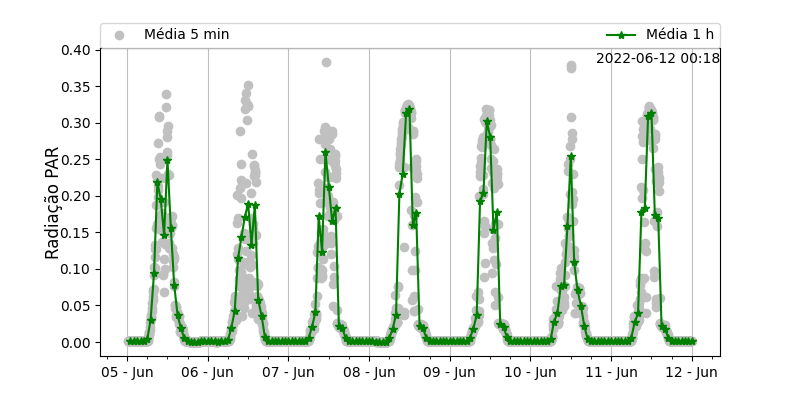 Média 5 min
Média 1 h
2022-06-12 00:18
Radiação PAR
0.40
0.35
0.30
0.25
0.20
0.15
0.10
0.05
0.00
05 - Jun
06 - Jun
07 - Jun
08 - Jun
09 - Jun
10 - Jun
11 - Jun
12 - Jun